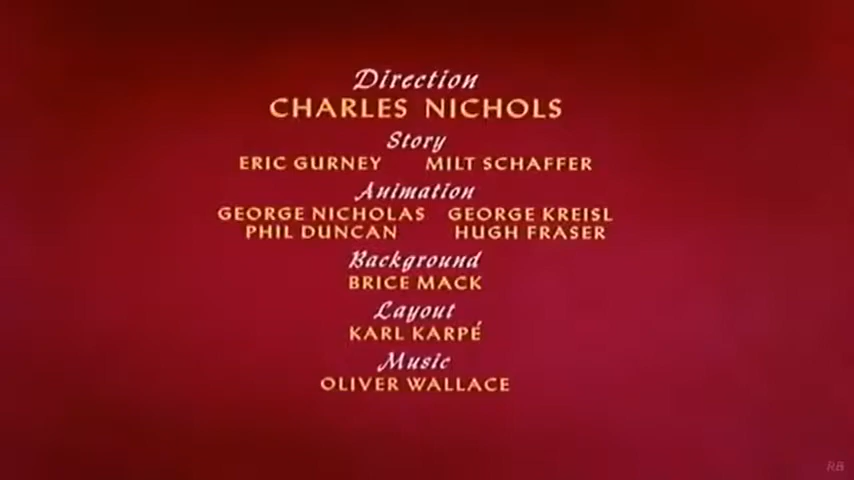 Direction
CHARLES NICHOLS
Story
ERIC GURNEY MILT SCHAFFER
Animation
GEORGE NICHOLAS GEORGE KREISL
PHIL DUNCAN HUGH FRASER
Background
BRICE MACK
Layout
KARL KARPÉ
Music
OLIVER WALLACE
RB